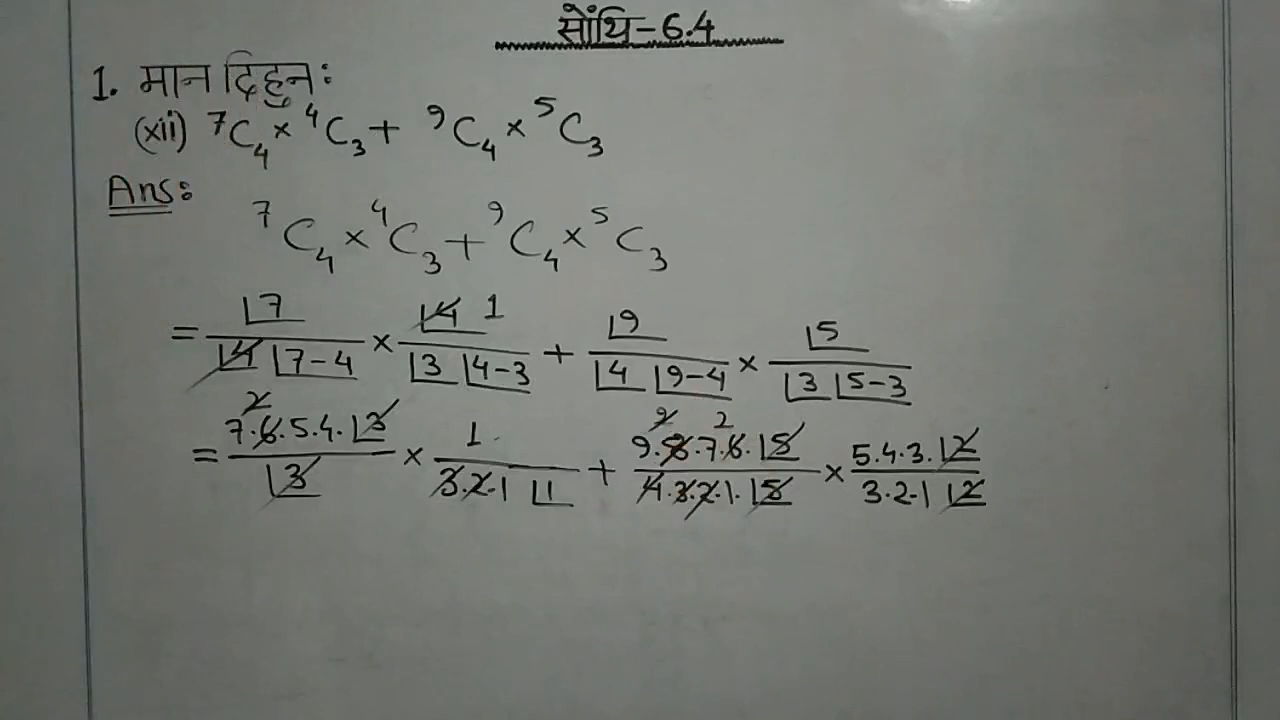 सोंथि-6.4
1. मान दिहुन:
(xii) ⁷C₄ × ⁴C₃ + ⁹C₄ × ⁵C₃
Ans:
⁷C₄ × ⁴C₃ + ⁹C₄ × ⁵C₃
= ∟7 / ∟4 ∟7-4 × ∟4 1 / ∟3 ∟4-3 + ∟9 / ∟4 ∟9-4 × ∟5 / ∟3 ∟5-3
= 7·6·5·4·∟3 / ∟3 × 1 / 3·2·1 ∟1 + 9·8·7·6·∟5 / 4·3·2·1·∟5 × 5·4·3·∟2 / 3·2·1 ∟2